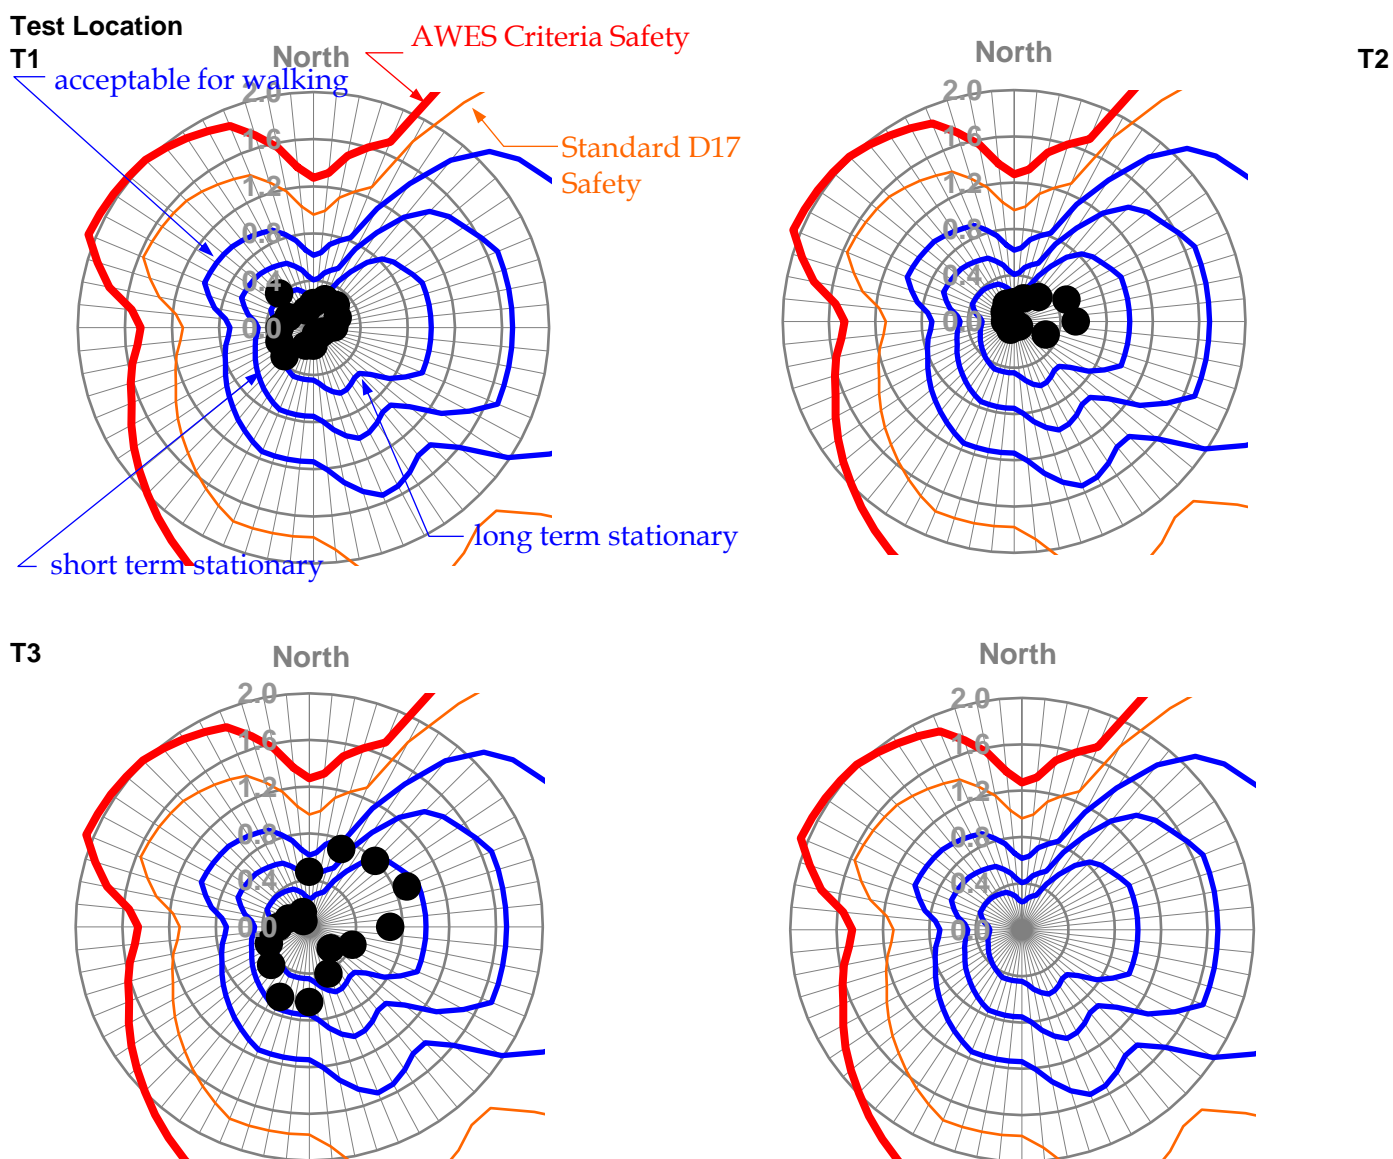 Test Location
T1
AWES Criteria Safety
North
acceptable for walking
2.0
1.6
1.2
0.8
0.4
0.0
Standard D17
Safety
long term stationary
short term stationary
T2
North
2.0
1.6
1.2
0.8
0.4
0.0
T3
North
2.0
1.6
1.2
0.8
0.4
0.0
North
2.0
1.6
1.2
0.8
0.4
0.0